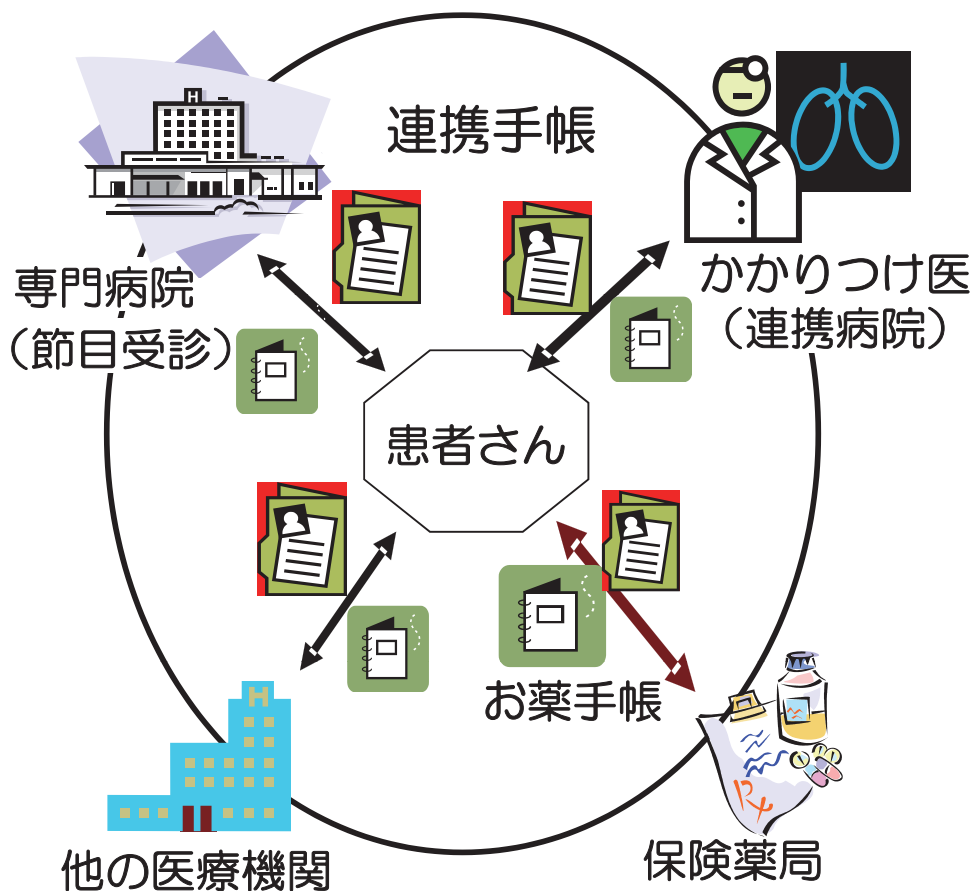 連携手帳
専門病院
（節目受診）
かかりつけ医
（連携病院）
患者さん
お薬手帳
他の医療機関
保険薬局
H
H